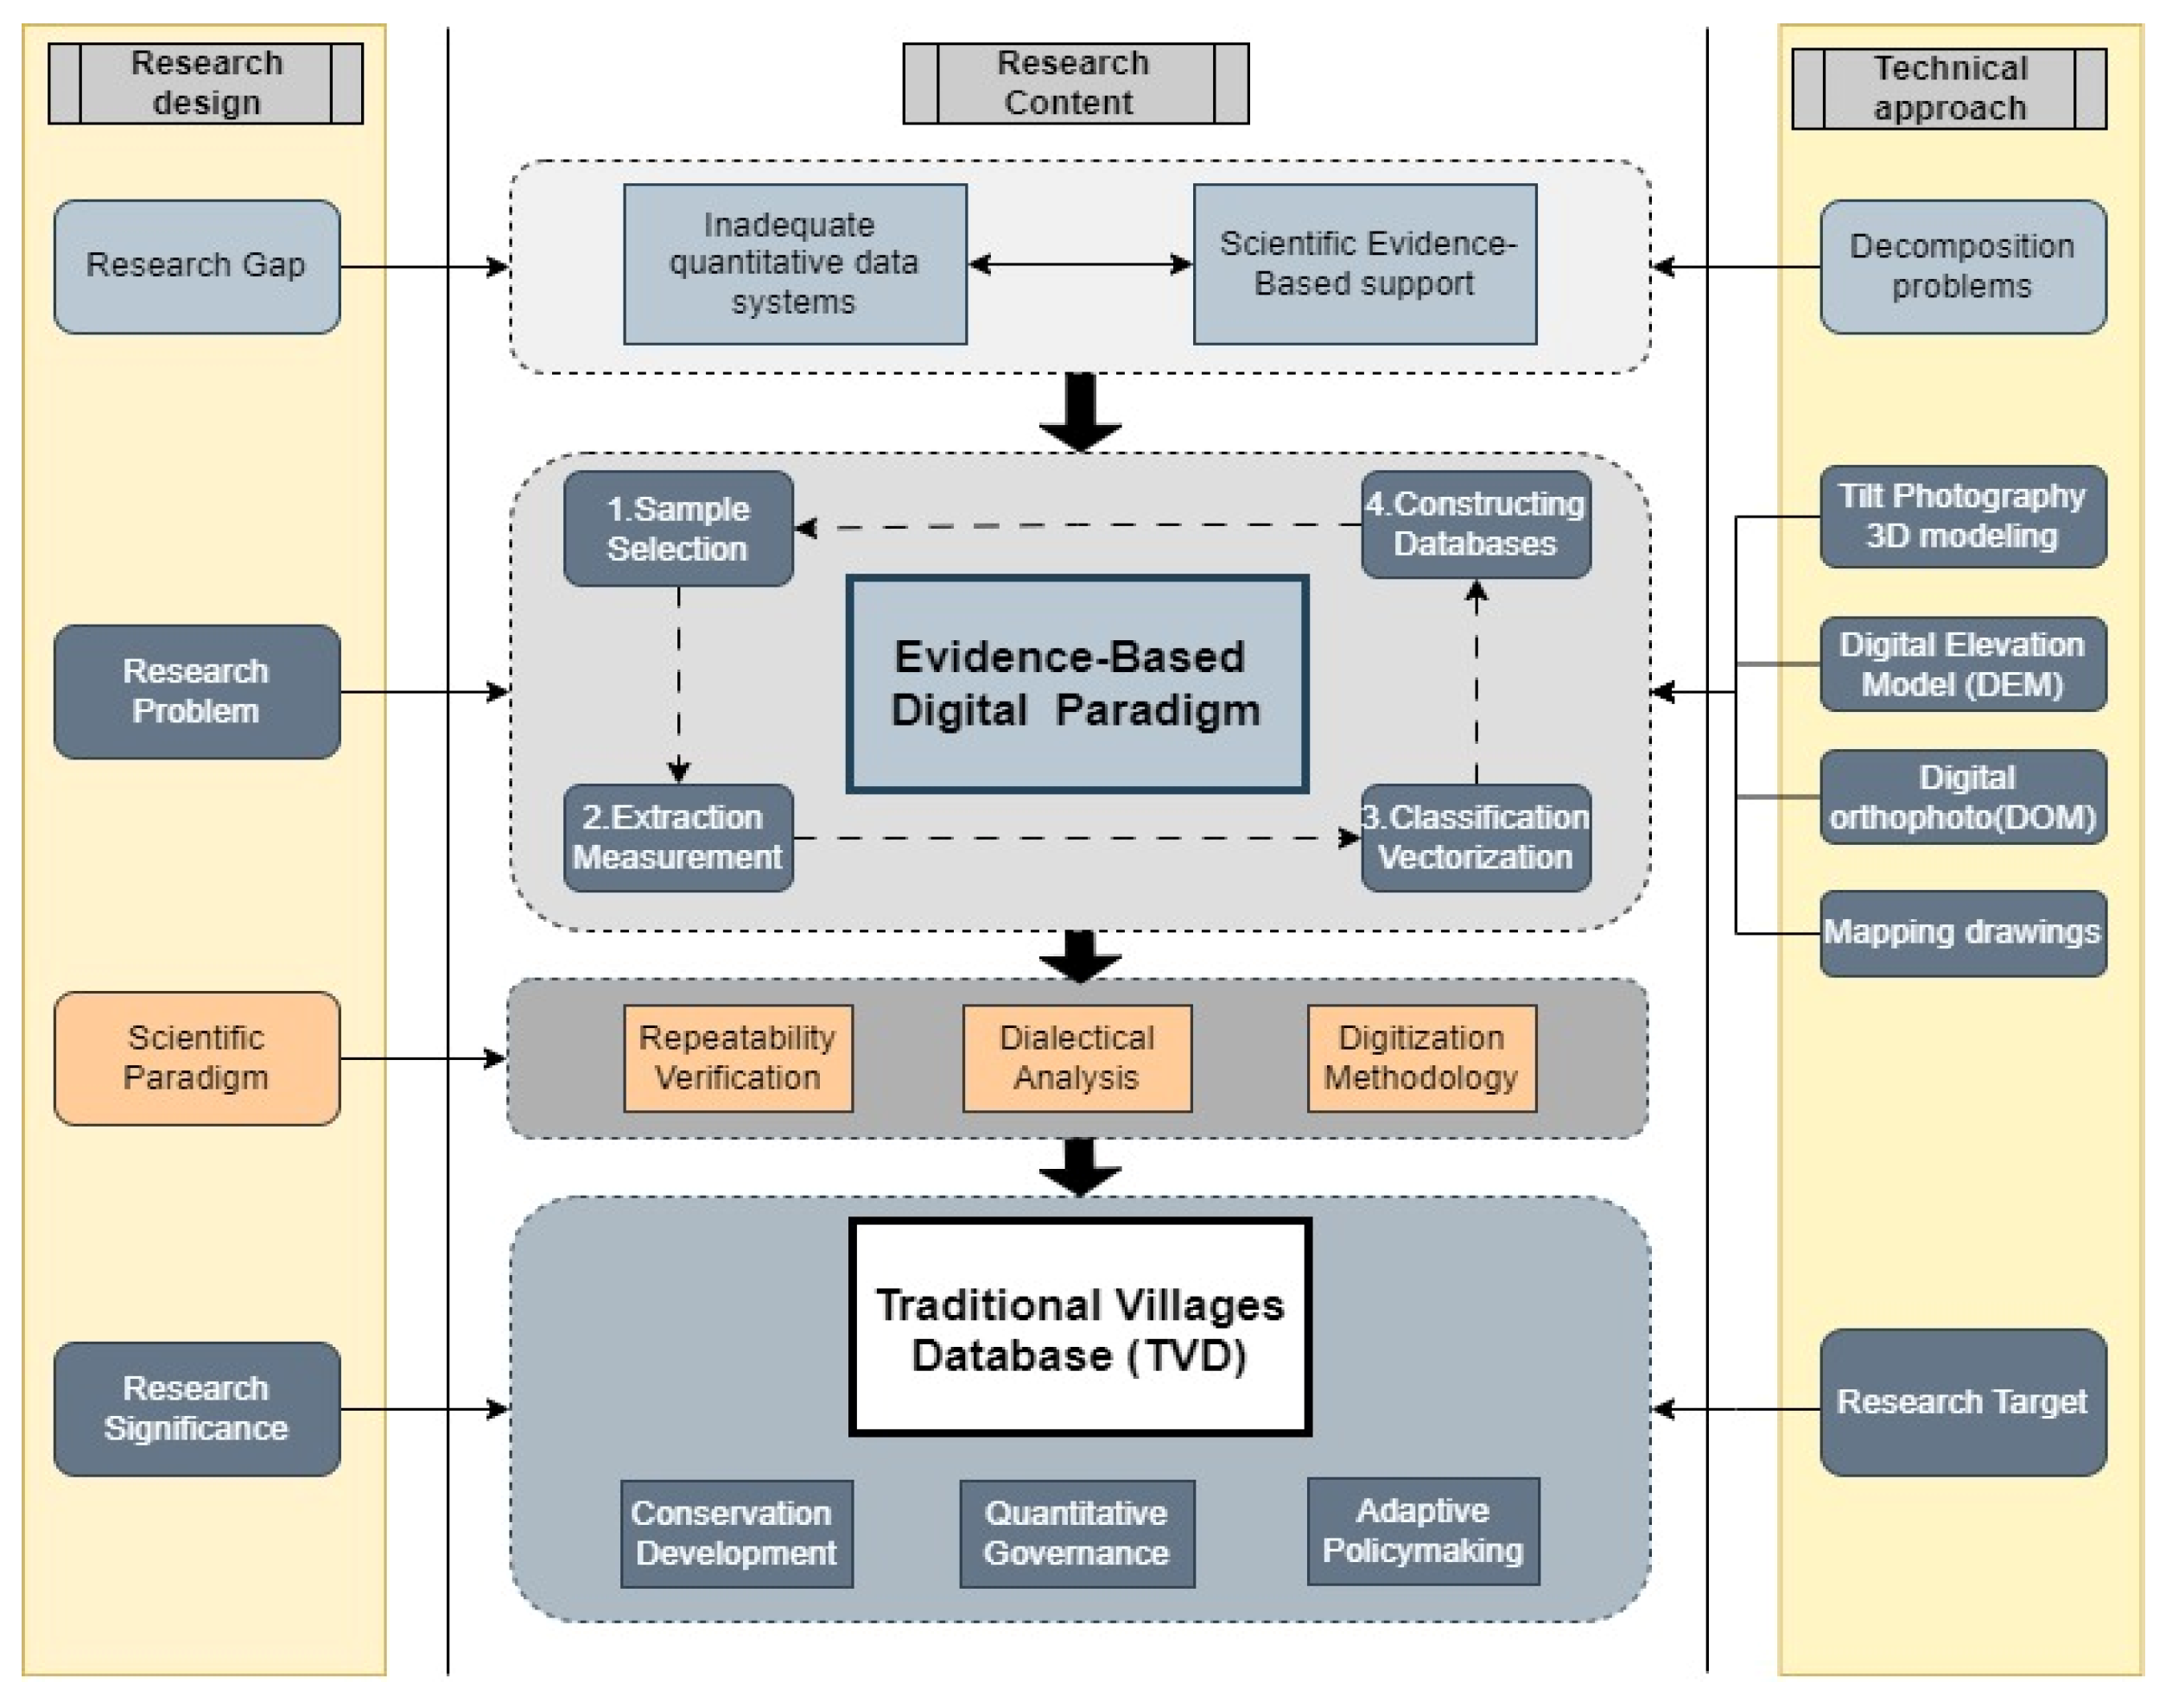 Research
design
Research
Content
Technical
approach
Research Gap
Inadequate
quantitative data
systems
Scientific Evidence-
Based support
Decomposition
problems
Research
Problem
1.Sample
Selection
4.Constructing
Databases
Evidence-Based
Digital Paradigm
2.Extraction
Measurement
3.Classification
Vectorization
Tilt Photography
3D modeling
Digital Elevation
Model (DEM)
Digital
orthophoto(DOM)
Mapping drawings
Scientific
Paradigm
Repeatability
Verification
Dialectical
Analysis
Digitization
Methodology
Research
Significance
Traditional Villages
Database (TVD)
Conservation
Development
Quantitative
Governance
Adaptive
Policymaking
Research Target